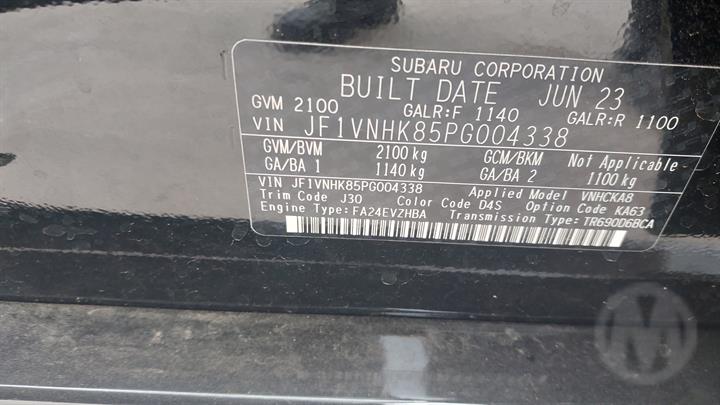 SUBARU CORPORATION
BUILT DATE JUN 23
GVM 2100 GALR:F 1140 GALR:R 1100
VIN JF1VNHK85PG004338
GVM/BVM 2100 kg GCM/BKM Not Applicable
GA/BA 1 1140 kg GA/BA 2 1100 kg
VIN JF1VNHK85PG004338 Applied Model VNHCKA8
Trim Code J30 Color Code D4S Option Code KA63
Engine Type: FA24EVZHBA Transmission Type: TR690D6BCA
M